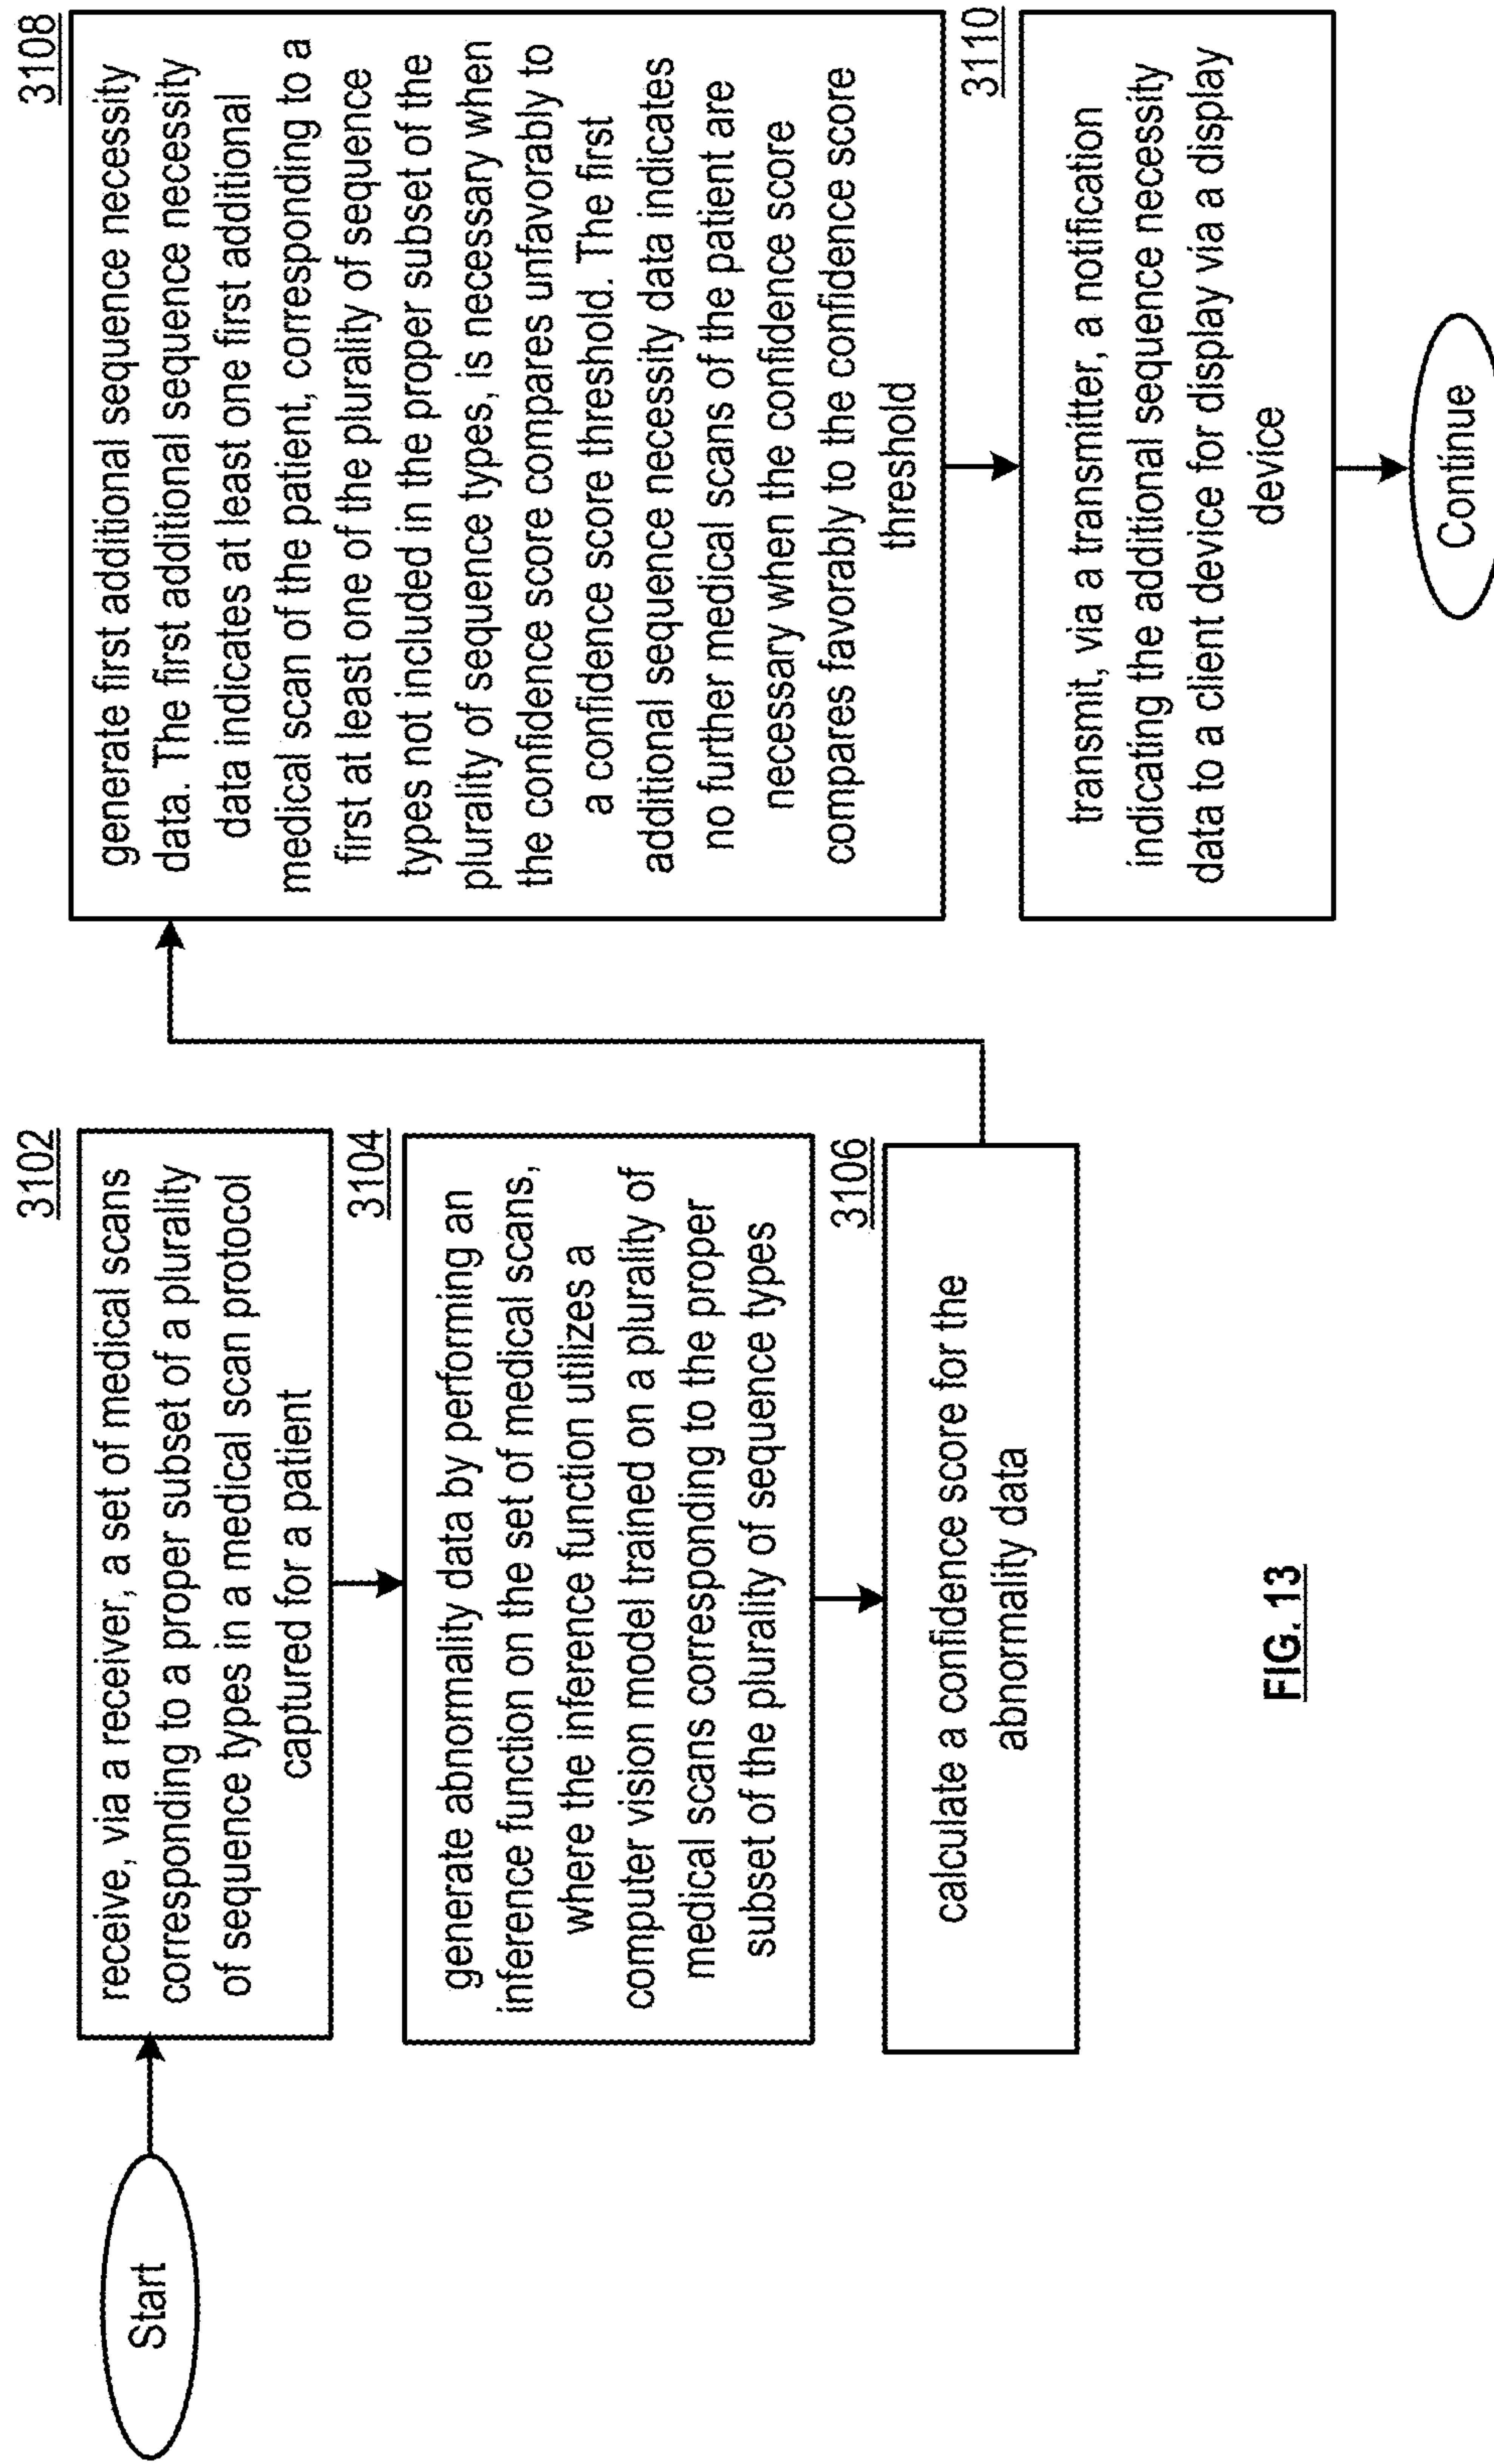 Start
3102
receive, via a receiver, a set of medical scans
corresponding to a proper subset of a plurality
of sequence types in a medical scan protocol
captured for a patient
3104
generate abnormality data by performing an
inference function on the set of medical scans,
where the inference function utilizes a
computer vision model trained on a plurality of
medical scans corresponding to the proper
subset of the plurality of sequence types
3106
calculate a confidence score for the
abnormality data
3108
generate first additional sequence necessity
data. The first additional sequence necessity
data indicates at least one first additional
medical scan of the patient, corresponding to a
first at least one of the plurality of sequence
types not included in the proper subset of the
plurality of sequence types, is necessary when
the confidence score compares unfavorably to
a confidence score threshold. The first
additional sequence necessity data indicates
no further medical scans of the patient are
necessary when the confidence score
compares favorably to the confidence score
threshold
3110
transmit, via a transmitter, a notification
indicating the additional sequence necessity
data to a client device for display via a display
device
Continue
FIG. 13